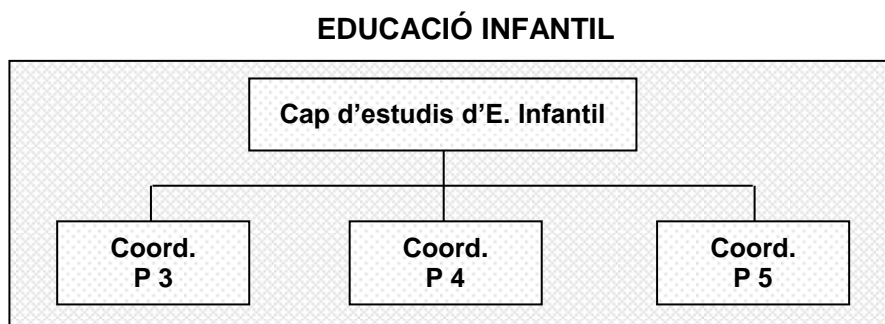 EDUCACIÓ INFANTIL
Cap d’estudis d’E. Infantil
Coord.
P 3
Coord.
P 4
Coord.
P 5